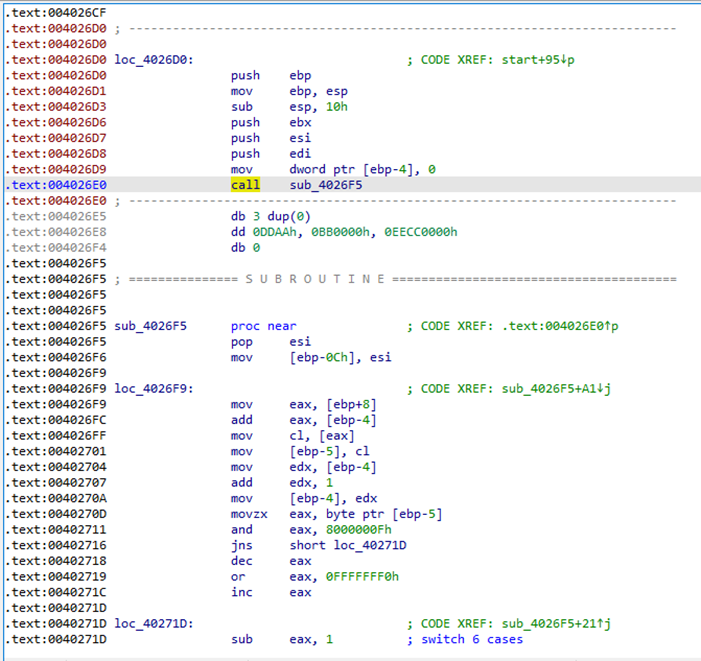 .text:004026CF
.text:004026D0 ; ---------------------------------------------------------------------------
.text:004026D0
.text:004026D0 loc_4026D0: ; CODE XREF: start+95↓p
.text:004026D0 push ebp
.text:004026D1 mov ebp, esp
.text:004026D3 sub esp, 10h
.text:004026D6 push ebx
.text:004026D7 push esi
.text:004026D8 push edi
.text:004026D9 mov dword ptr [ebp-4], 0
.text:004026E0 call sub_4026F5
.text:004026E0 ; ---------------------------------------------------------------------------
.text:004026E5 db 3 dup(0)
.text:004026E8 dd 0DDAAh, 0BB0000h, 0EECC0000h
.text:004026F4 db 0
.text:004026F5
.text:004026F5 ; =============== S U B R O U T I N E =======================================
.text:004026F5
.text:004026F5
.text:004026F5 sub_4026F5 proc near ; CODE XREF: .text:004026E0↑p
.text:004026F5 pop esi
.text:004026F6 mov [ebp-0Ch], esi
.text:004026F9
.text:004026F9 loc_4026F9: ; CODE XREF: sub_4026F5+A1↓j
.text:004026F9 mov eax, [ebp+8]
.text:004026FC add eax, [ebp-4]
.text:004026FF mov cl, [eax]
.text:00402701 mov [ebp-5], cl
.text:00402704 mov edx, [ebp-4]
.text:00402707 add edx, 1
.text:0040270A mov [ebp-4], edx
.text:0040270D movzx eax, byte ptr [ebp-5]
.text:00402711 and eax, 8000000Fh
.text:00402716 jns short loc_40271D
.text:00402718 dec eax
.text:00402719 or eax, 0FFFFFFF0h
.text:0040271C inc eax
.text:0040271D
.text:0040271D loc_40271D: ; CODE XREF: sub_4026F5+21↑j
.text:0040271D sub eax, 1 ; switch 6 cases